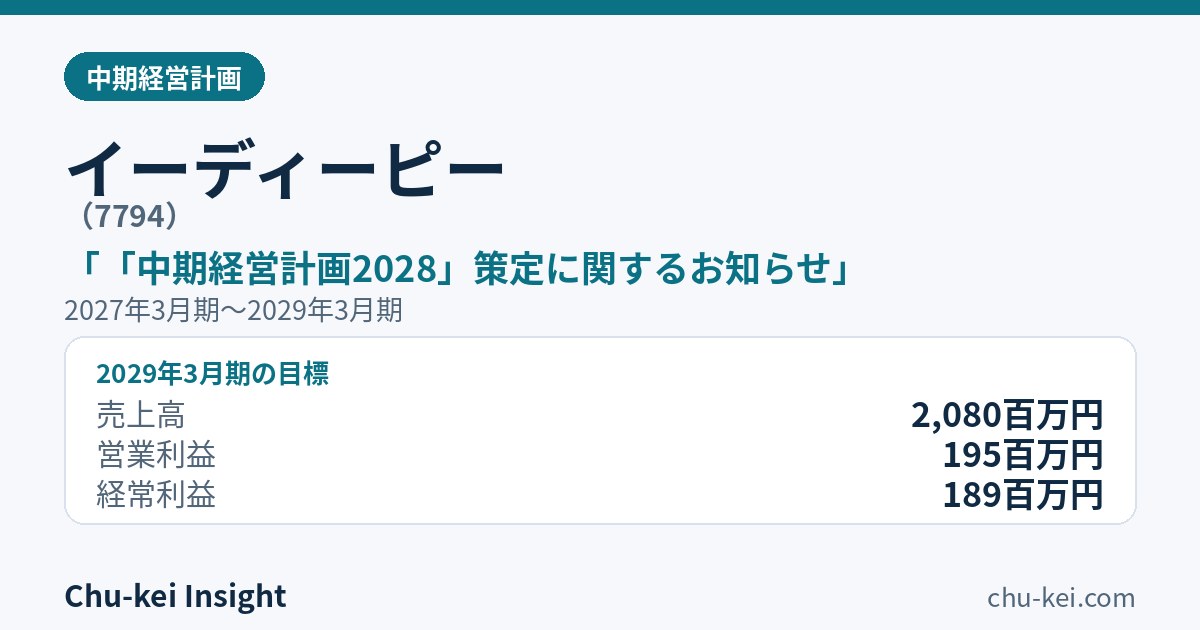 中期経営計画
イーディーピー
（7794）
「「中期経営計画2028」策定に関するお知らせ」
2027年3月期～2029年3月期
2029年3月期の目標
売上高 2,080百万円
営業利益 195百万円
経常利益 189百万円
Chu-kei Insight chu-kei.com